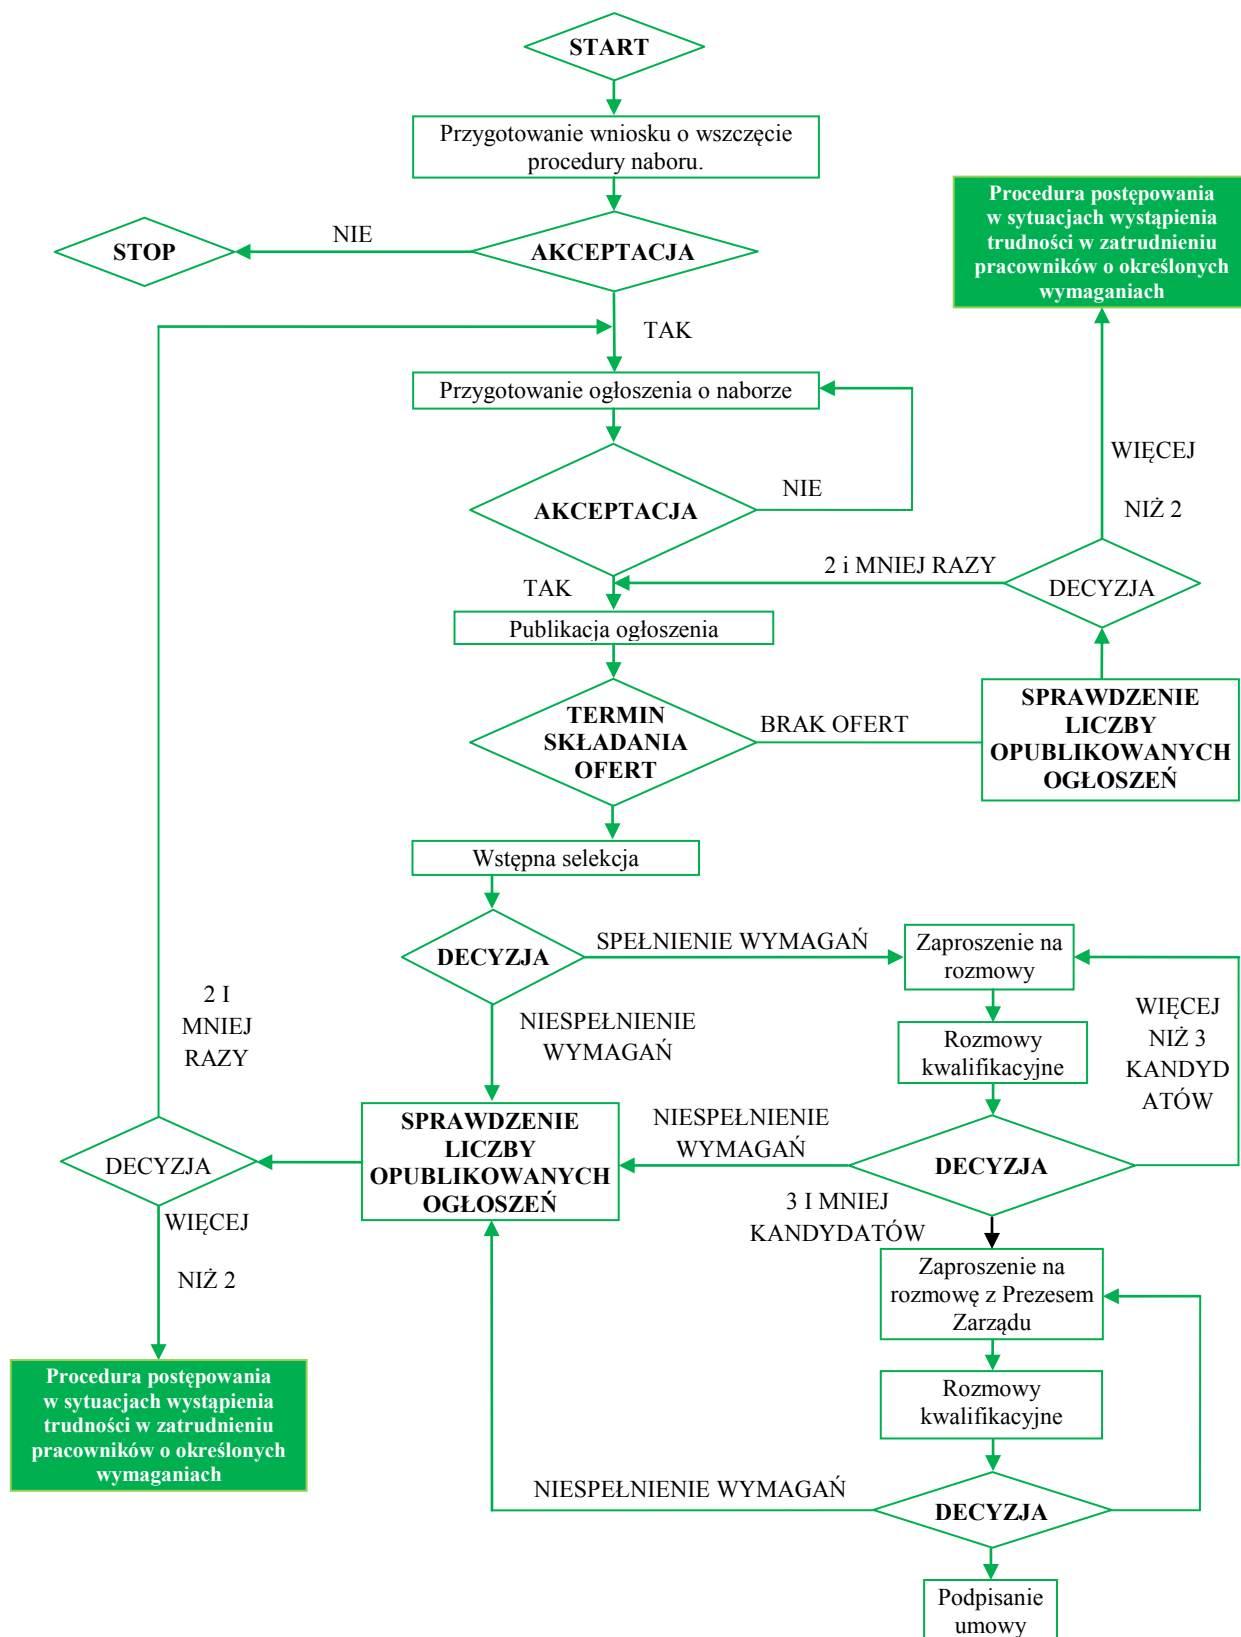 START
Przygotowanie wniosku o wszczęcie
procedury naboru.
Procedura postępowania
w sytuacjach wystąpienia
trudności w zatrudnieniu
pracowników o określonych
wymaganiach
NIE
STOP
AKCEPTACJA
TAK
Przygotowanie ogłoszenia o naborze
WIĘCEJ
NIŻ 2
NIE
AKCEPTACJA
2 i MNIEJ RAZY
DECYZJA
TAK
Publikacja ogłoszenia
TERMIN
SKŁADANIA
OFERT
BRAK OFERT
SPRAWDZENIE
LICZBY
OPUBLIKOWANYCH
OGŁOSZEŃ
Wstępna selekcja
DECYZJA
SPEŁNIENIE WYMAGAŃ
Zaproszenie na
rozmowy
2 I
MNIEJ
RAZY
NIESPEŁNIENIE
WYMAGAŃ
WIĘCEJ
NIŻ 3
KANDYD
ATÓW
Rozmowy
kwalifikacyjne
SPRAWDZENIE
LICZBY
OPUBLIKOWANYCH
OGŁOSZEŃ
NIESPEŁNIENIE
WYMAGAŃ
DECYZJA
DECYZJA
3 I MNIEJ
KANDYDATÓW
WIĘCEJ
NIŻ 2
Zaproszenie na
rozmowę z Prezesem
Zarządu
Procedura postępowania
w sytuacjach wystąpienia
trudności w zatrudnieniu
pracowników o określonych
wymaganiach
Rozmowy
kwalifikacyjne
NIESPEŁNIENIE WYMAGAŃ
DECYZJA
Podpisanie
umowy